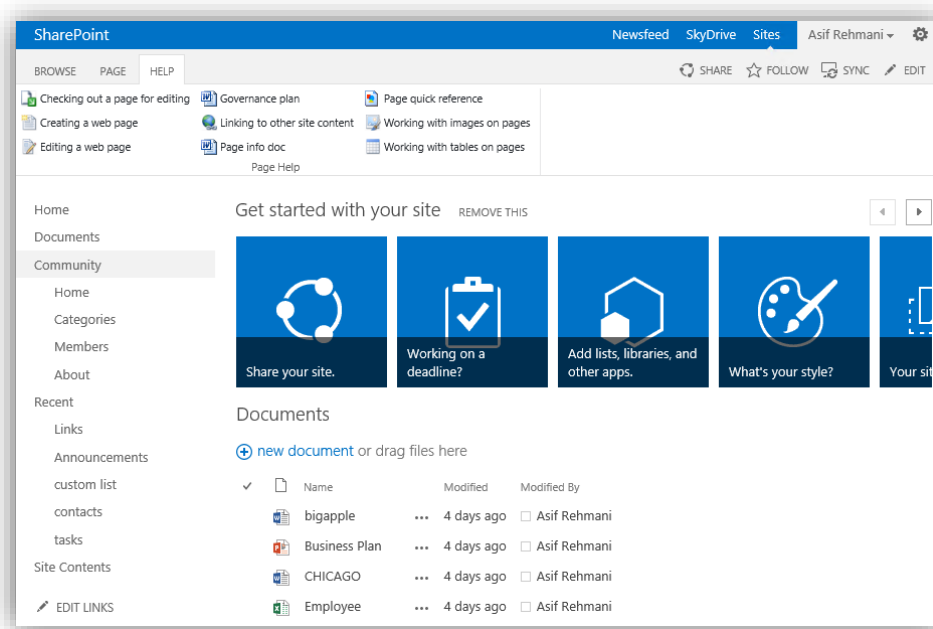 SharePoint
Newsfeed SkyDrive Sites Asif Rehmani
BROWSE PAGE HELP
SHARE FOLLOW SYNC EDIT
Checking out a page for editing
Creating a web page
Editing a web page
Governance plan
Linking to other site content
Page info doc
Page quick reference
Working with images on pages
Working with tables on pages
Page Help
Home
Documents
Community
Home
Categories
Members
About
Recent
Links
Announcements
custom list
contacts
tasks
Site Contents
EDIT LINKS
Get started with your site REMOVE THIS
Share your site.
Working on a
deadline?
Add lists, libraries, and
other apps.
What's your style?
Your sit
Documents
new document or drag files here
Name Modified Modified By
bigapple ... 4 days ago Asif Rehmani
Business Plan ... 4 days ago Asif Rehmani
CHICAGO ... 4 days ago Asif Rehmani
Employee ... 4 days ago Asif Rehmani